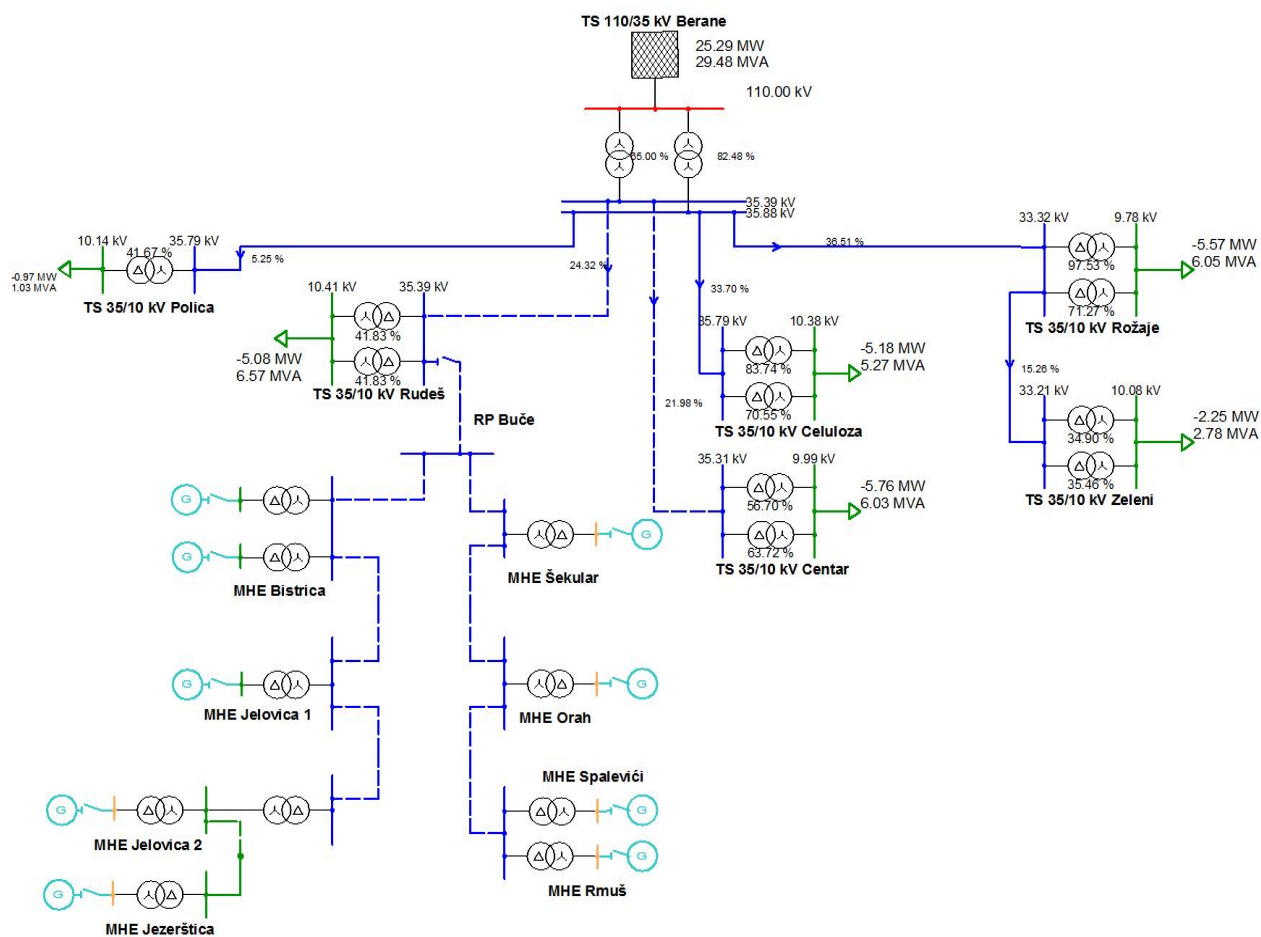 TS 110/35 kV Berane
25.29 MW
29.48 MVA
110.00 kV
35.00 %
82.48 %
35.39 kV
35.88 kV
10.14 kV
41.67 %
35.79 kV
5.25 %
-0.97 MW
1.03 MVA
TS 35/10 kV Polica
24.32 %
10.41 kV
35.39 kV
41.83 %
-5.08 MW
6.57 MVA
41.83 %
TS 35/10 kV Rudeš
33.70 %
35.79 kV
10.38 kV
83.74 %
-5.18 MW
5.27 MVA
70.55 %
TS 35/10 kV Celuloza
36.51 %
33.32 kV
9.78 kV
97.53 %
-5.57 MW
6.05 MVA
71.27 %
TS 35/10 kV Rožaje
15.26 %
33.21 kV
10.08 kV
34.90 %
-2.25 MW
2.78 MVA
35.46 %
TS 35/10 kV Zeleni
21.98 %
35.31 kV
9.99 kV
56.70 %
-5.76 MW
6.03 MVA
63.72 %
TS 35/10 kV Centar
RP Buče
G
G
MHE Bistrica
G
MHE Šekular
G
MHE Jelovica 1
G
MHE Orah
MHE Spalevići
G
G
MHE Rmuš
G
MHE Jelovica 2
G
MHE Jezerštica